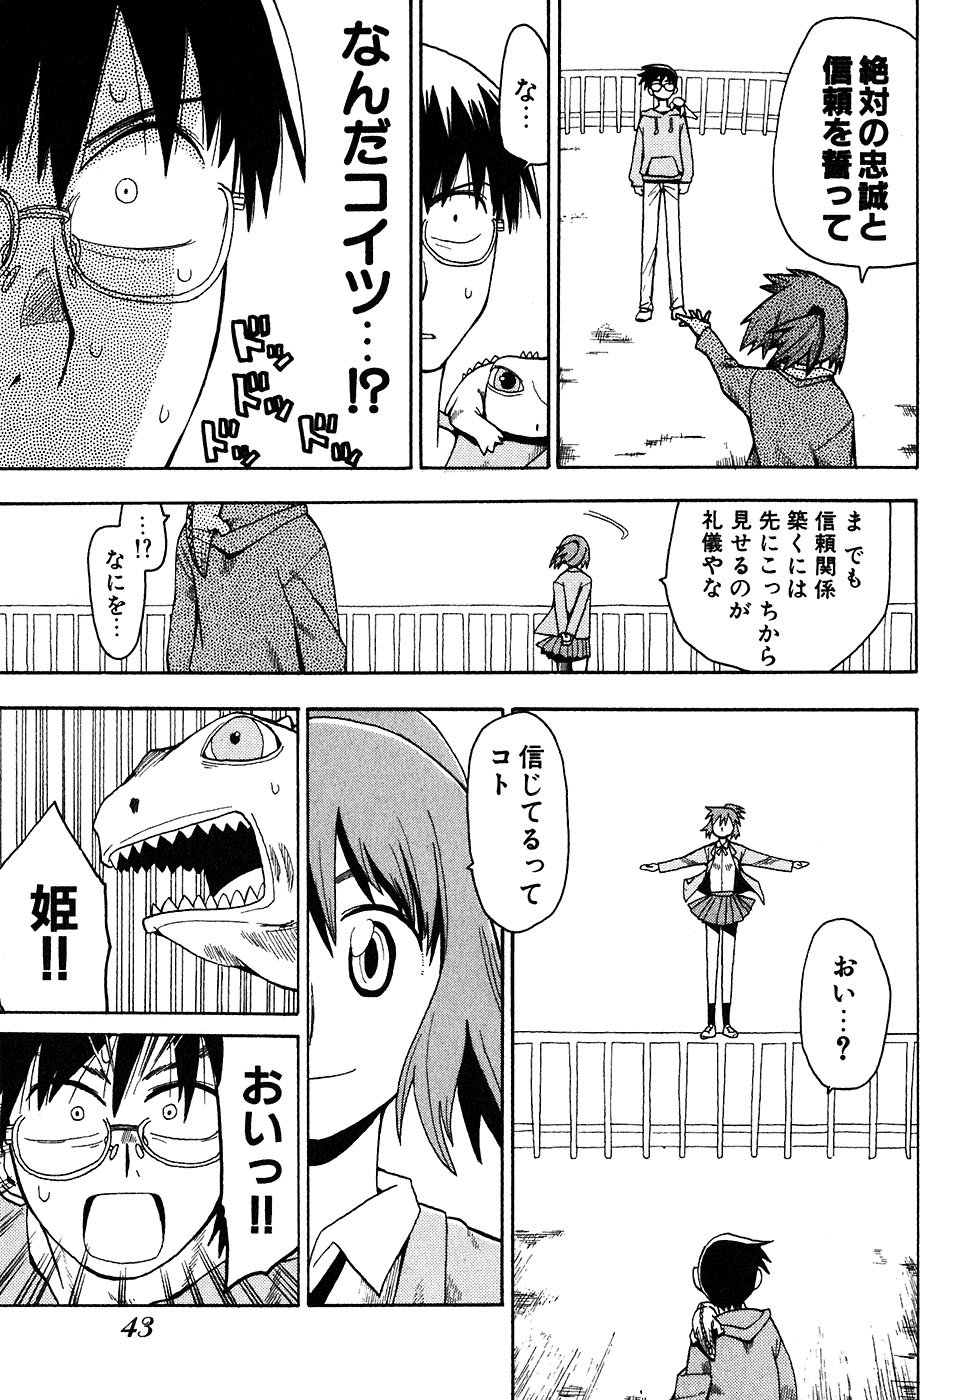 絶対の忠誠と
信頼を誓って
な…
なんだコイツ…!?
ドッ
ドッ
ドッ
ドッ
までも
信頼関係
築くには
先にこっちから
見せるのが
礼儀やな
…!?
なにを…
おい…?
信じてるって
コト
姫!!
おいっ!!
43